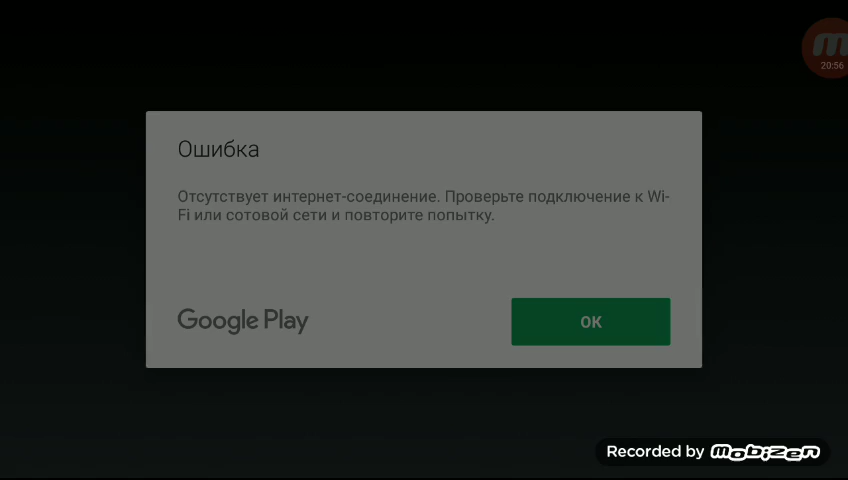 20:56
Ошибка
Отсутствует интернет-соединение. Проверьте подключение к Wi-
Fi или сотовой сети и повторите попытку.
Google Play
ОК
Recorded by mobizen